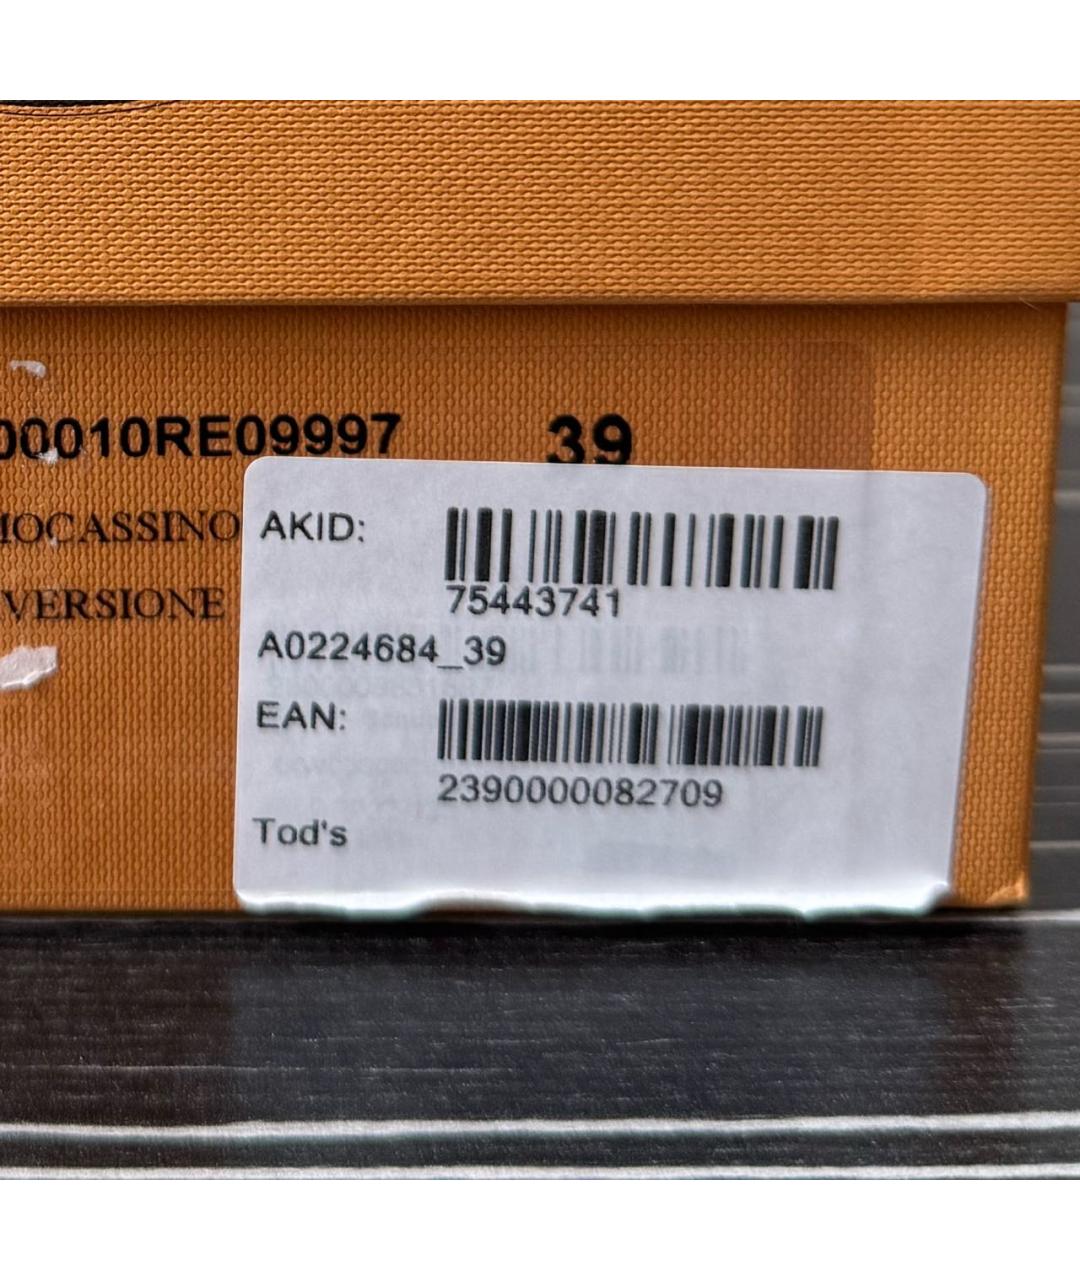 00010RE09997 39
MOCASSINO
VERSIONE
AKID:
75443741
A0224684_39
EAN:
2390000082709
Tod's